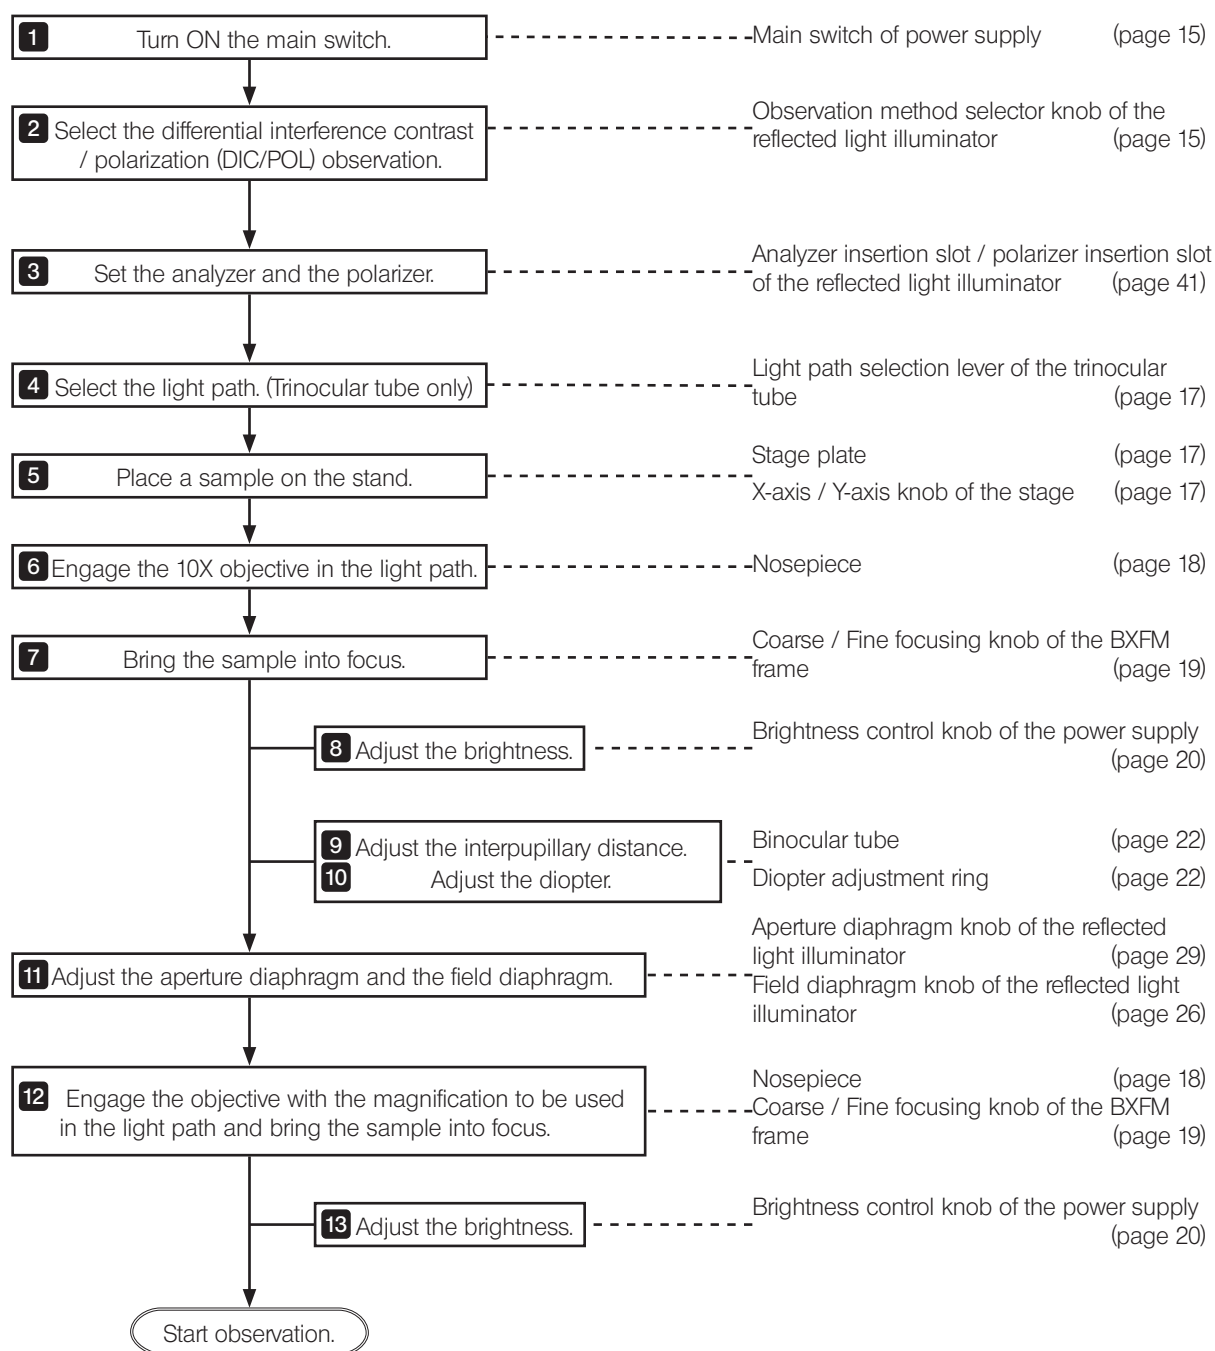 1 Turn ON the main switch.
Main switch of power supply (page 15)
2 Select the differential interference contrast
/ polarization (DIC/POL) observation.
Observation method selector knob of the
reflected light illuminator (page 15)
3 Set the analyzer and the polarizer.
Analyzer insertion slot / polarizer insertion slot
of the reflected light illuminator (page 41)
4 Select the light path. (Trinocular tube only)
Light path selection lever of the trinocular
tube (page 17)
5 Place a sample on the stand.
Stage plate (page 17)
X-axis / Y-axis knob of the stage (page 17)
6 Engage the 10X objective in the light path.
Nosepiece (page 18)
7 Bring the sample into focus.
Coarse / Fine focusing knob of the BXFM
frame (page 19)
8 Adjust the brightness.
Brightness control knob of the power supply
(page 20)
9 Adjust the interpupillary distance.
10 Adjust the diopter.
Binocular tube (page 22)
Diopter adjustment ring (page 22)
11 Adjust the aperture diaphragm and the field diaphragm.
Aperture diaphragm knob of the reflected
light illuminator (page 29)
Field diaphragm knob of the reflected light
illuminator (page 26)
12 Engage the objective with the magnification to be used
in the light path and bring the sample into focus.
Nosepiece (page 18)
Coarse / Fine focusing knob of the BXFM
frame (page 19)
13 Adjust the brightness.
Brightness control knob of the power supply
(page 20)
Start observation.